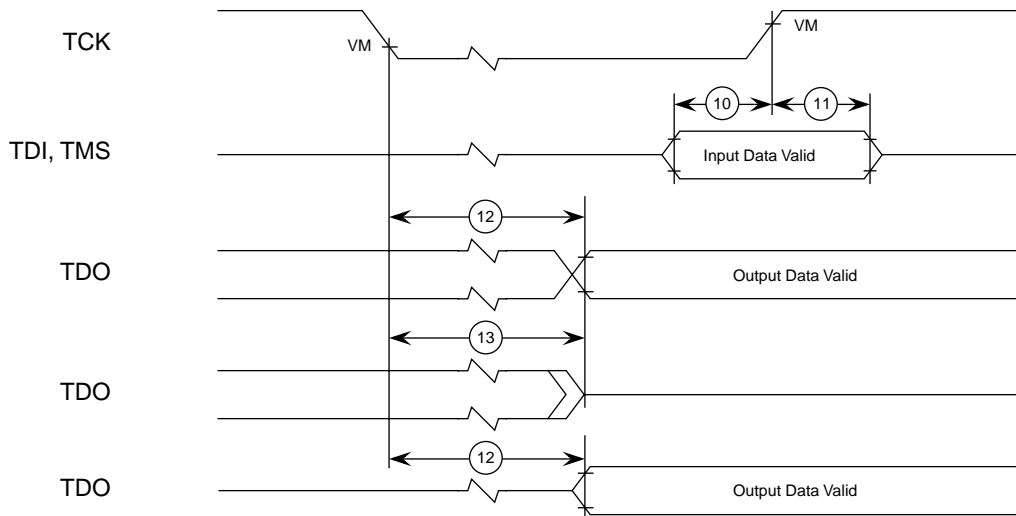 TCK
VM
VM
10
11
TDI, TMS
Input Data Valid
12
TDO
Output Data Valid
13
TDO
12
TDO
Output Data Valid